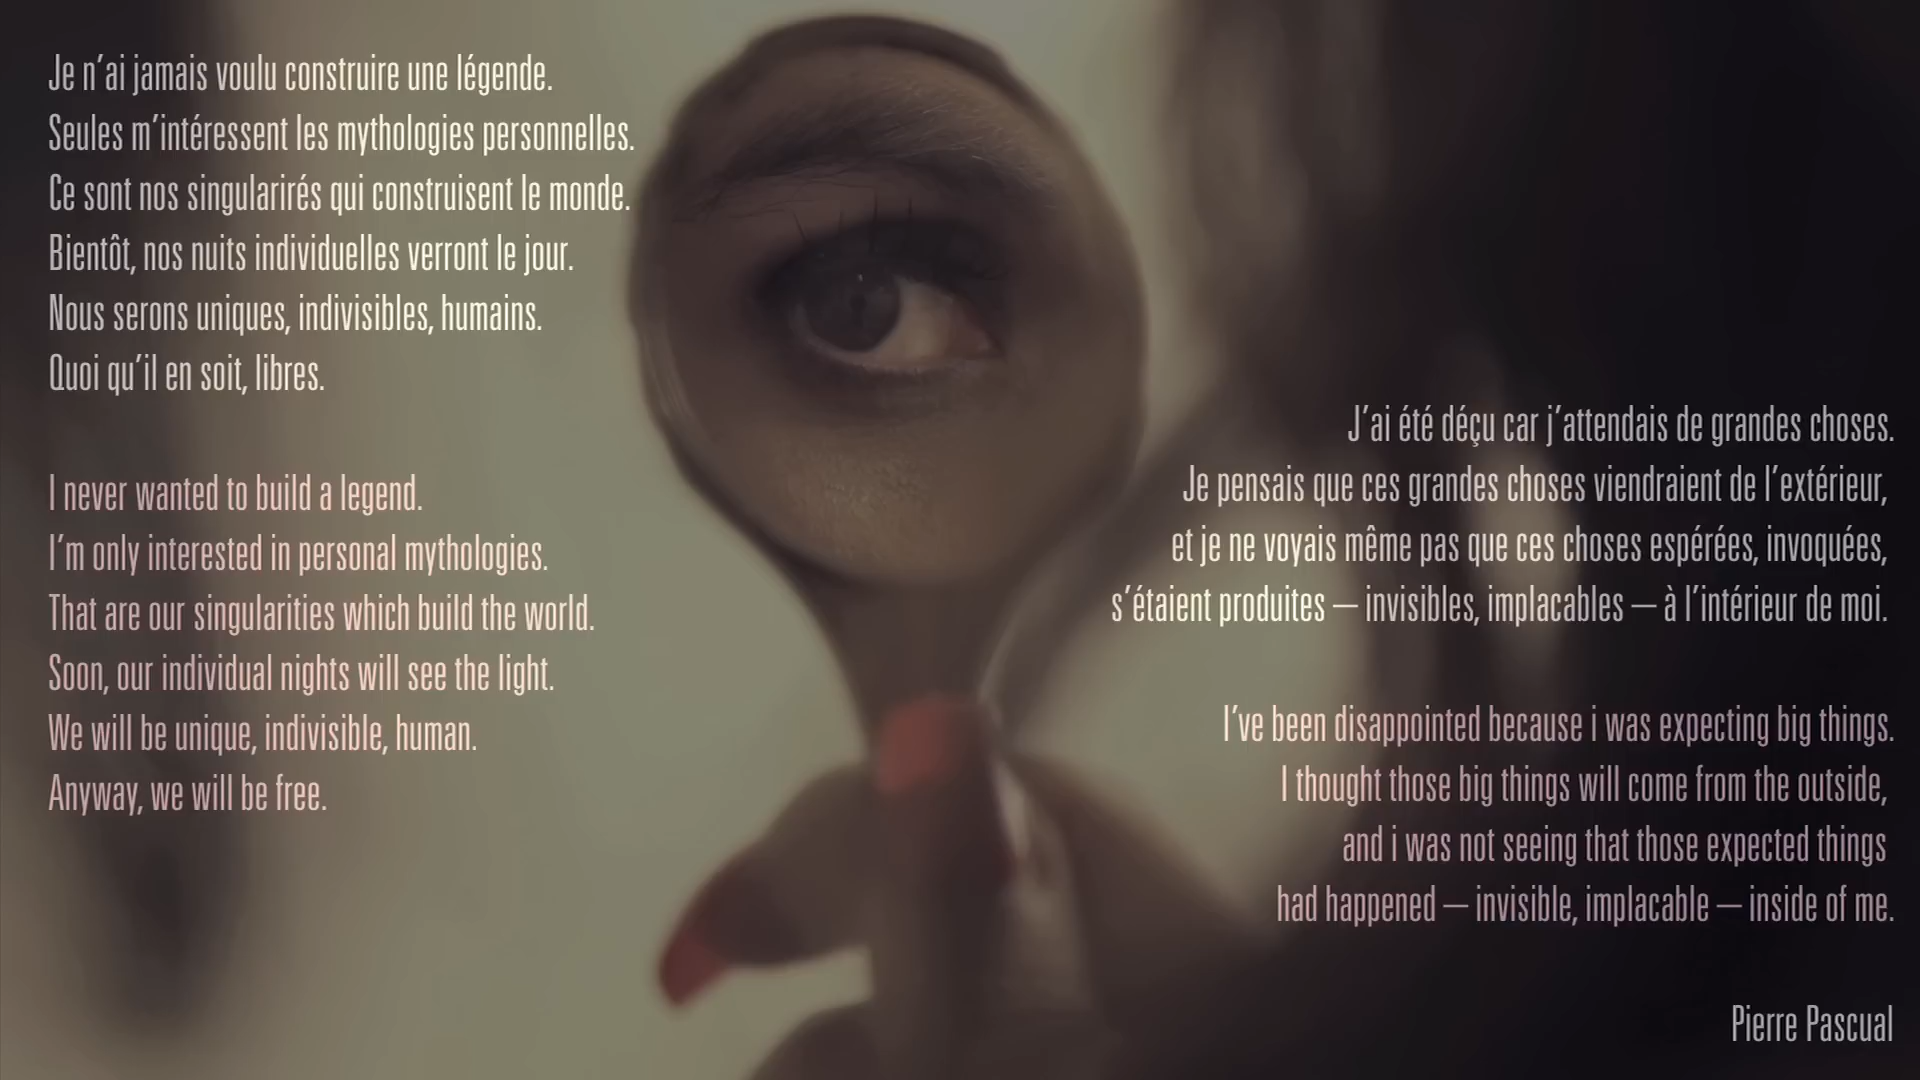 Je n’ai jamais voulu construire une légende.
Seules m’intéressent les mythologies personnelles.
Ce sont nos singularirés qui construisent le monde.
Bientôt, nos nuits individuelles verront le jour.
Nous serons uniques, indivisibles, humains.
Quoi qu’il en soit, libres.
I never wanted to build a legend.
I’m only interested in personal mythologies.
That are our singularities which build the world.
Soon, our individual nights will see the light.
We will be unique, indivisible, human.
Anyway, we will be free.
J’ai été déçu car j’attendais de grandes choses.
Je pensais que ces grandes choses viendraient de l’extérieur,
et je ne voyais même pas que ces choses espérées, invoquées,
s’étaient produites – invisibles, implacables – à l’intérieur de moi.
I’ve been disappointed because i was expecting big things.
I thought those big things will come from the outside,
and i was not seeing that those expected things
had happened – invisible, implacable – inside of me.
Pierre Pascual